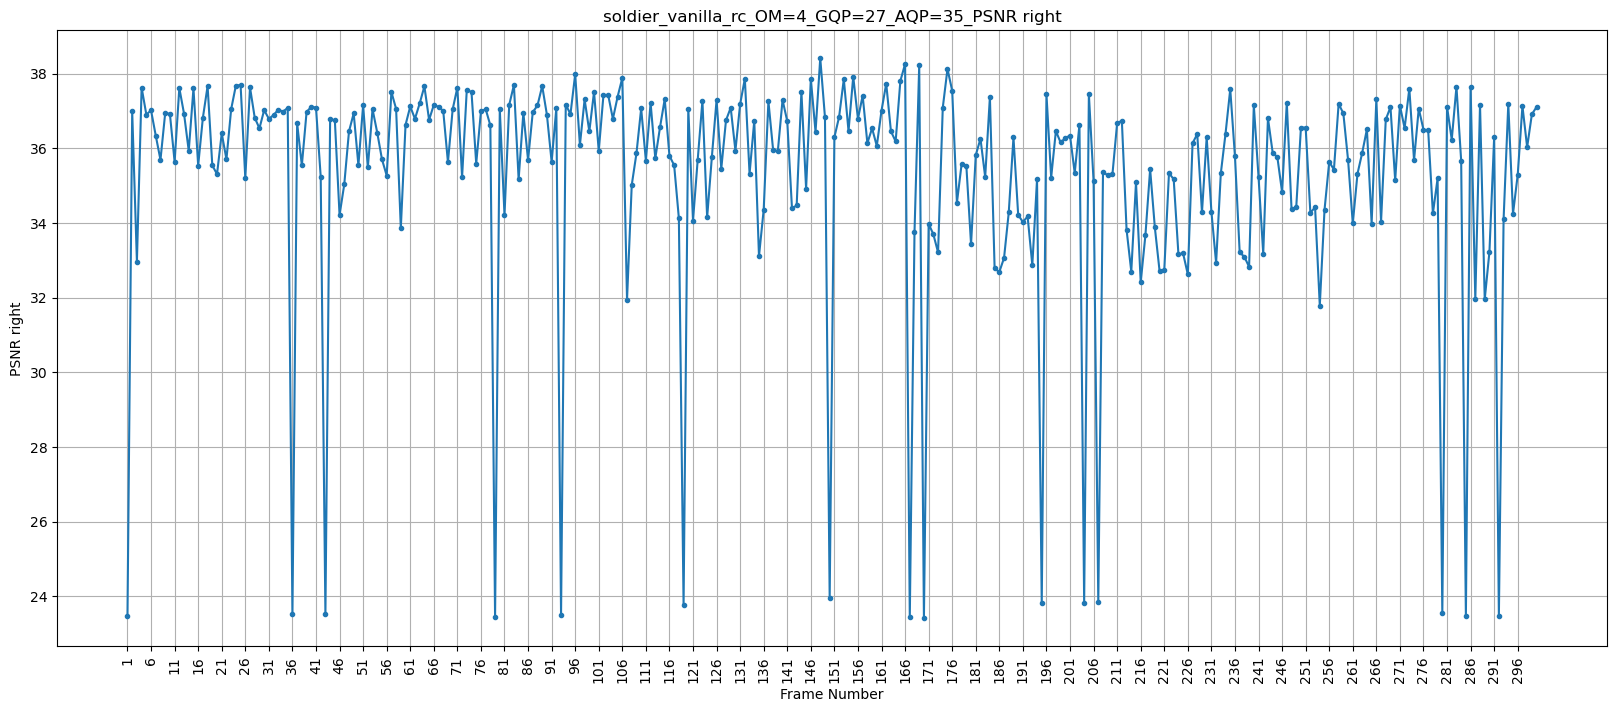 soldier_vanilla_rc_OM=4_GQP=27_AQP=35_PSNR right
PSNR right
38
36
34
32
30
28
26
24
1 6 11 16 21 26 31 36 41 46 51 56 61 66 71 76 81 86 91 96 101 106 111 116 121 126 131 136 141 146 151 156 161 166 171 176 181 186 191 196 201 206 211 216 221 226 231 236 241 246 251 256 261 266 271 276 281 286 291 296
Frame Number